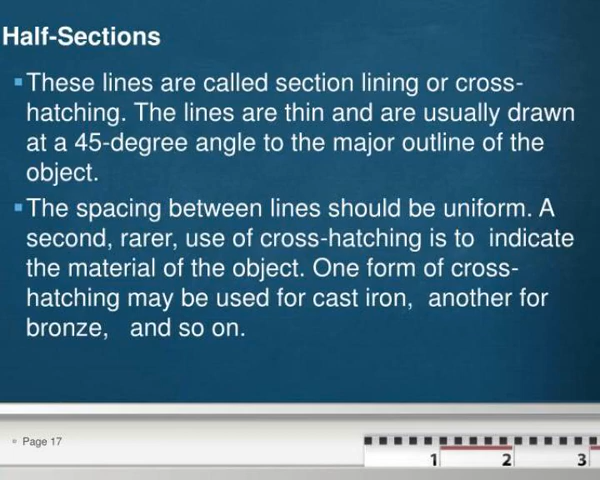 Half-Sections
▪These lines are called section lining or cross-
hatching. The lines are thin and are usually drawn
at a 45-degree angle to the major outline of the
object.
▪The spacing between lines should be uniform. A
second, rarer, use of cross-hatching is to indicate
the material of the object. One form of cross-
hatching may be used for cast iron, another for
bronze, and so on.
▫ Page 17
1 2 3